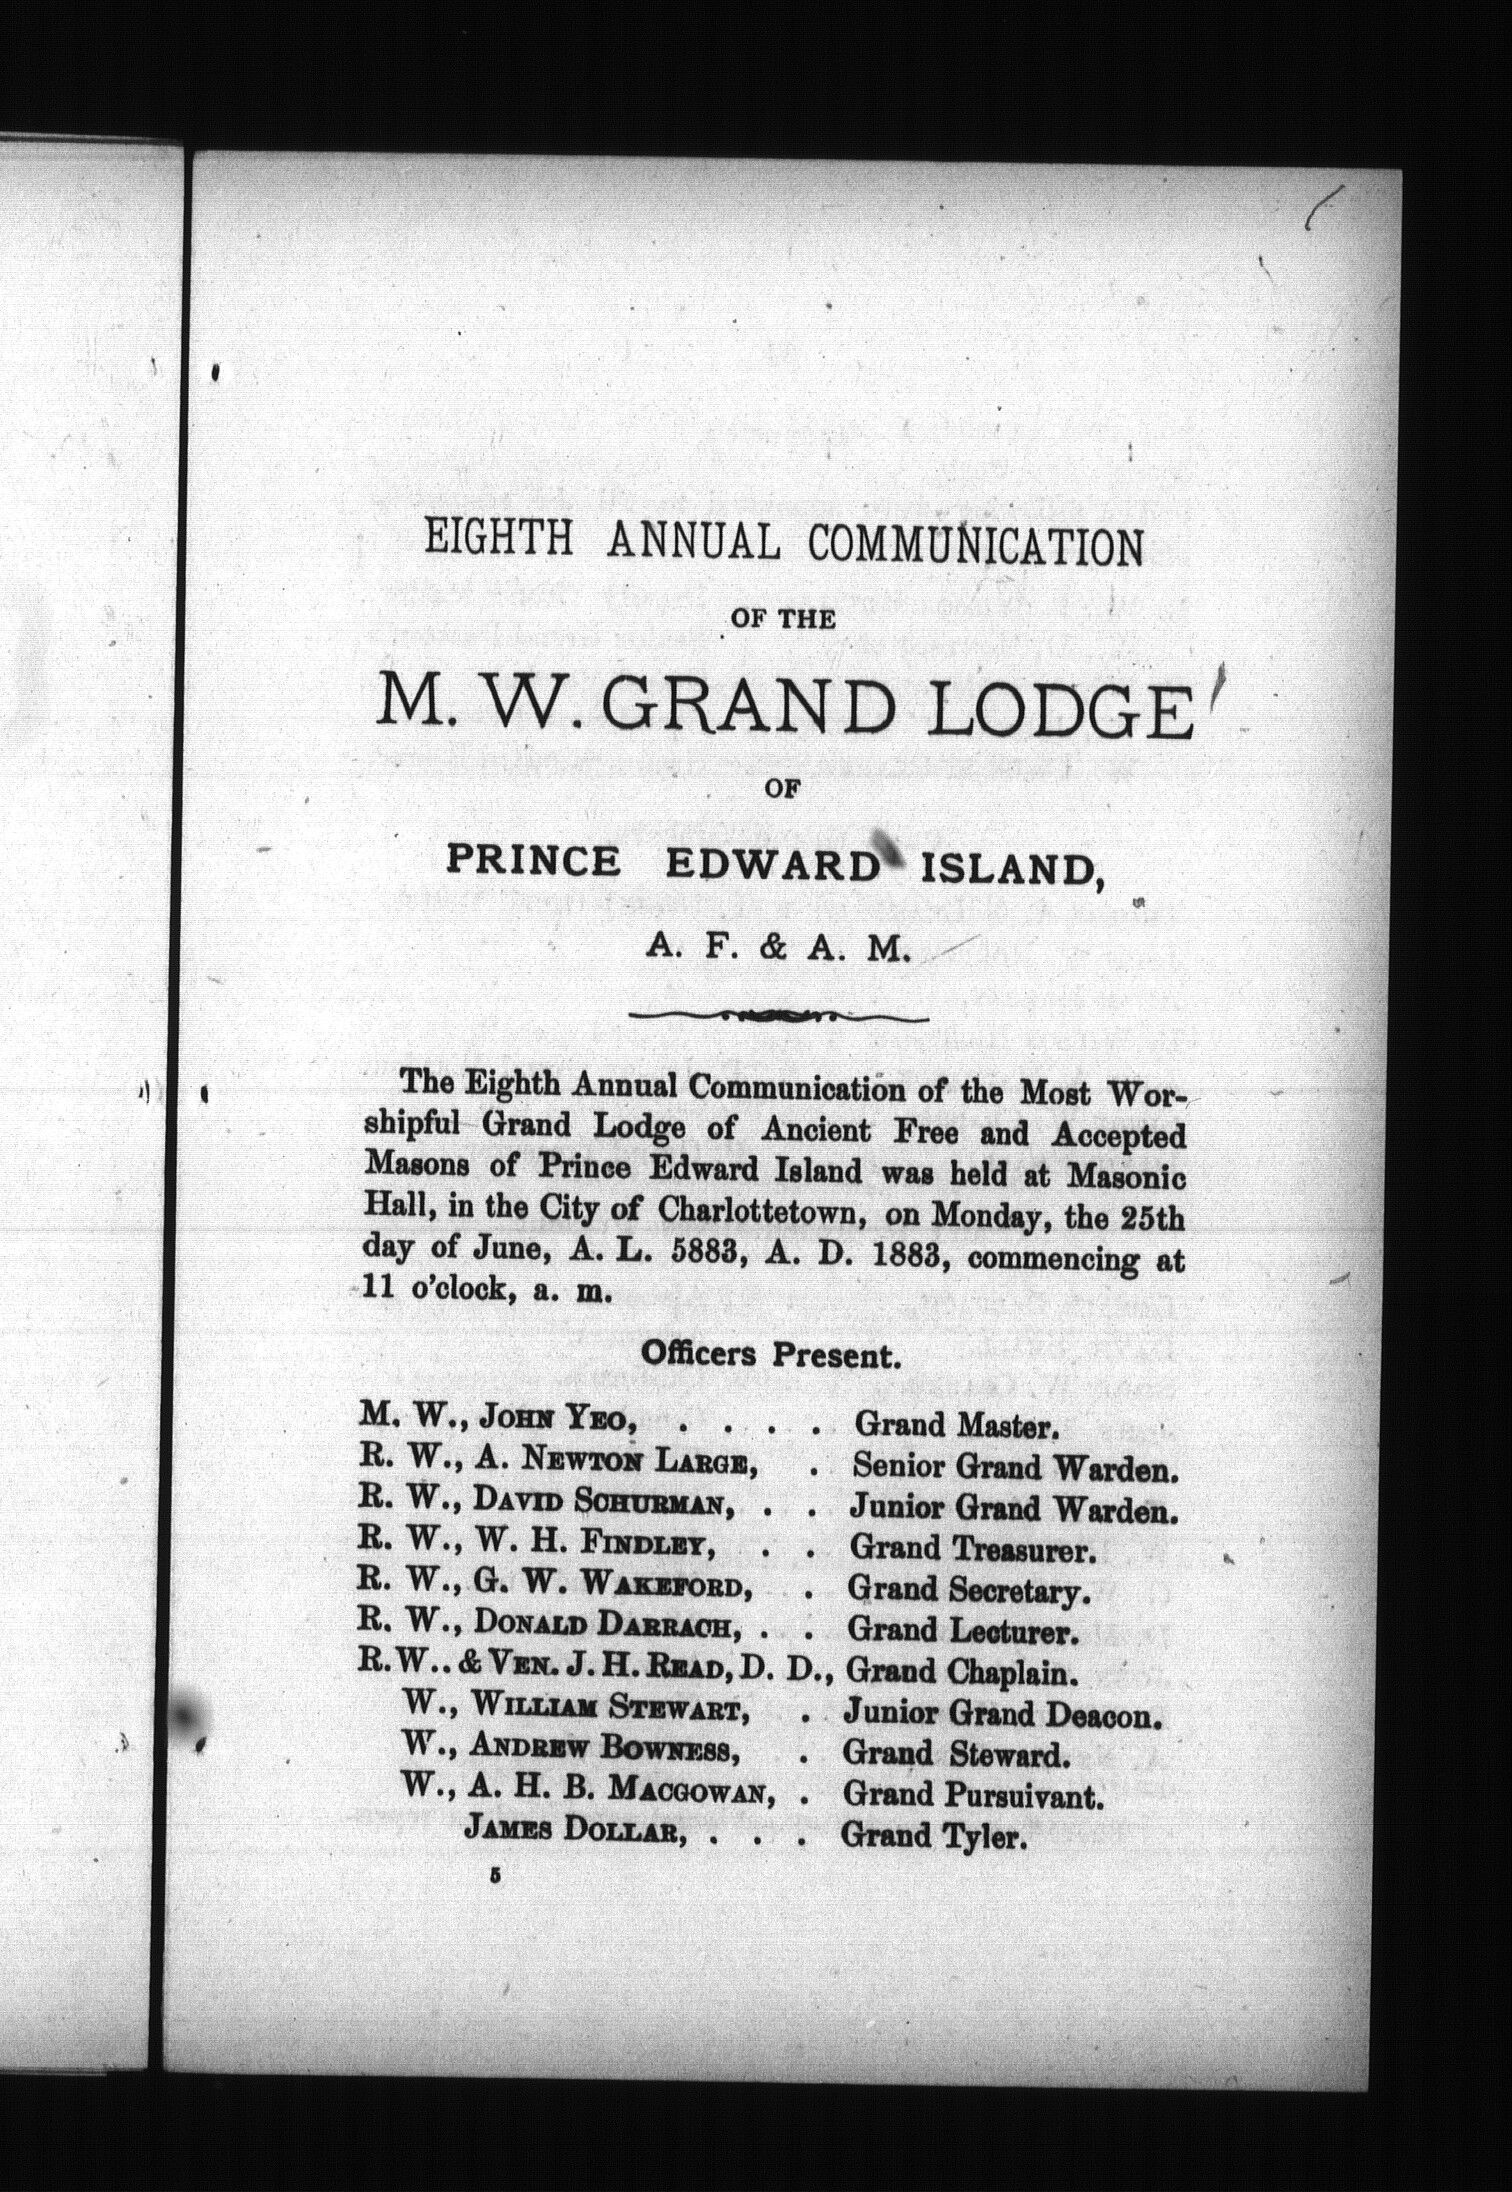 EIGHTH ANNUAL COMMUNICATION
OF THE
M. W. GRAND LODGE
OF
PRINCE EDWARD ISLAND,
A. F. & A. M.
The Eighth Annual Communication of the Most Wor-
shipful Grand Lodge of Ancient Free and Accepted
Masons of Prince Edward Island was held at Masonic
Hall, in the City of Charlottetown, on Monday, the 25th
day of June, A. L. 5883, A. D. 1883, commencing at
11 o'clock, a. m.
Officers Present.
M. W., JOHN YEO, . . . . Grand Master.
R. W., A. NEWTON LARGE, . Senior Grand Warden.
R. W., DAVID SCHURMAN, . . Junior Grand Warden.
R. W., W. H. FINDLEY, . . Grand Treasurer.
R. W., G. W. WAKEFORD, . Grand Secretary.
R. W., DONALD DARRACH, . . Grand Lecturer.
R. W.. & VEN. J. H. READ, D. D., Grand Chaplain.
W., WILLIAM STEWART, . Junior Grand Deacon.
W., ANDREW BOWNESS, . Grand Steward.
W., A. H. B. MACGOWAN, . Grand Pursuivant.
JAMES DOLLAR, . . . Grand Tyler.
5